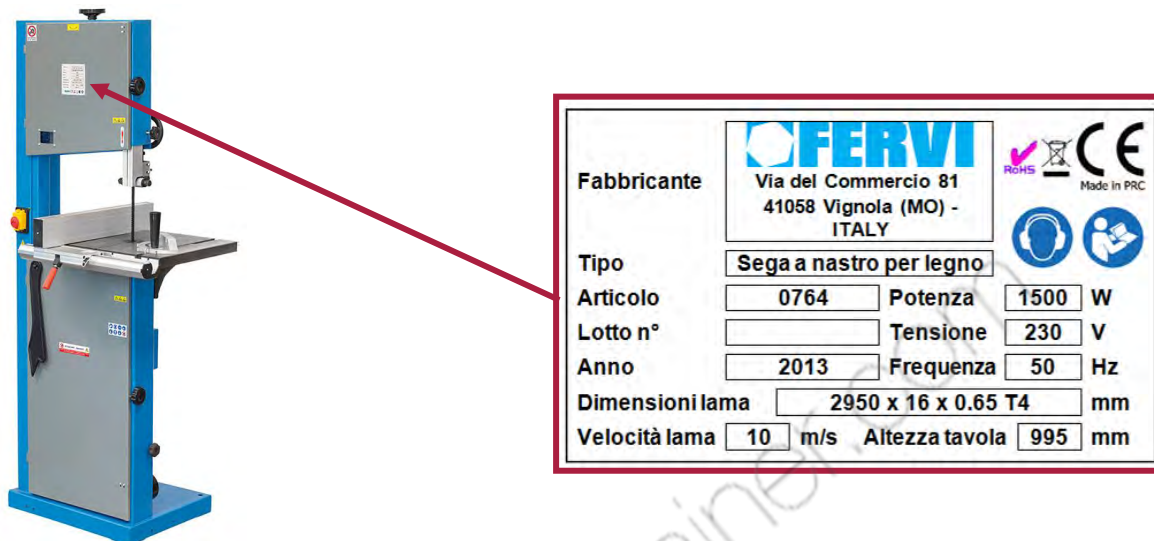 Fabbricante
FERVI
Via del Commercio 81
41058 Vignola (MO) -
ITALY
RoHS
CE
Made in PRC
Tipo Sega a nastro per legno
Articolo 0764 Potenza 1500 W
Lotto n° Tensione 230 V
Anno 2013 Frequenza 50 Hz
Dimensioni lama 2950 x 16 x 0.65 T4 mm
Velocità lama 10 m/s Altezza tavola 995 mm